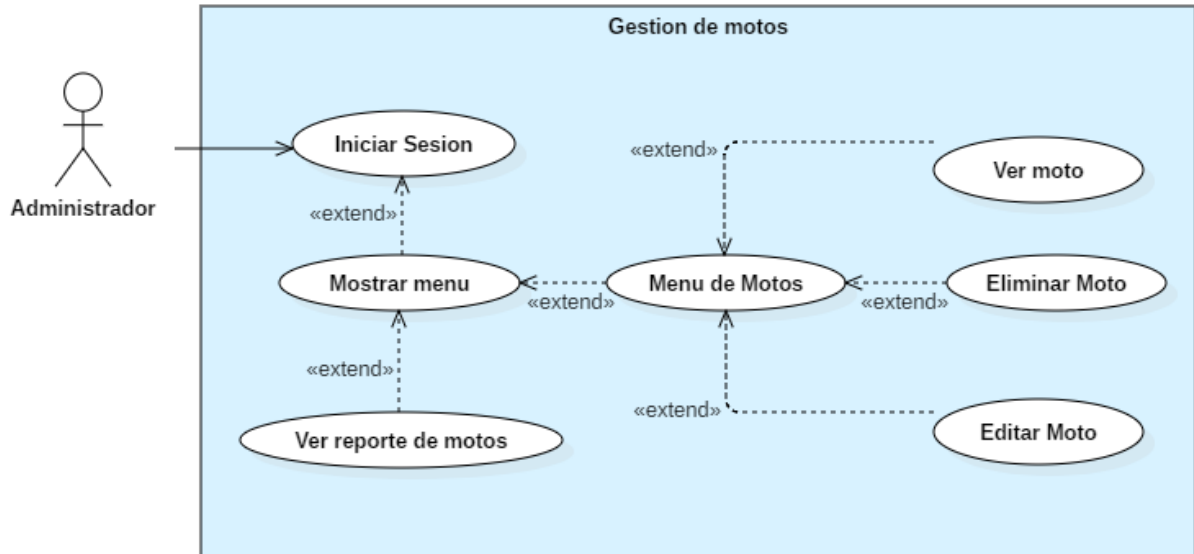 Gestion de motos
Administrador
Iniciar Sesion
«extend»
Ver moto
«extend»
Mostrar menu
«extend»
Menu de Motos
«extend»
Eliminar Moto
«extend»
Ver reporte de motos
«extend»
Editar Moto